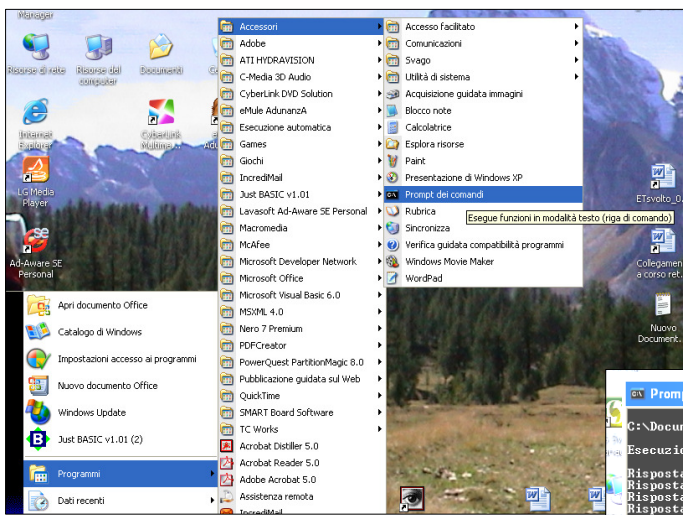 Manager
Risorse di rete
Risorse del
computer
Documenti
Internet
Explorer
CyberLink
Multime...
LG Media
Player
Ad-Aware SE
Personal
Apri documento Office
Catalogo di Windows
Impostazioni accesso ai programmi
Nuovo documento Office
Windows Update
Just BASIC v1.01 (2)
Programmi
Dati recenti
Accessori
Adobe
ATI HYDRAVISION
C-Media 3D Audio
CyberLink DVD Solution
eMule AdunanzA
Esecuzione automatica
Games
Giochi
IncrediMail
Just BASIC v1.01
Lavasoft Ad-Aware SE Personal
Macromedia
McAfee
Microsoft Developer Network
Microsoft Office
Microsoft Visual Basic 6.0
MSXML 4.0
Nero 7 Premium
PDFCreator
PowerQuest PartitionMagic 8.0
Pubblicazione guidata sul Web
QuickTime
SMART Board Software
TC Works
Acrobat Distiller 5.0
Acrobat Reader 5.0
Adobe Acrobat 5.0
Assistenza remota
IncrediMail
Accesso facilitato
Comunicazioni
Svago
Utilità di sistema
Acquisizione guidata immagini
Blocco note
Calcolatrice
Esplora risorse
Paint
Presentazione di Windows XP
Prompt dei comandi
Rubrica
Esegue funzioni in modalità testo (riga di comando)
Sincronizza
Verifica guidata compatibilità programmi
Windows Movie Maker
WordPad
ETsvolto_0.
Collegamen
a corso ret.
Nuovo
Document.
Promp
C:\Docum
Esecuzio
Risposta
Risposta
Risposta
Risposta